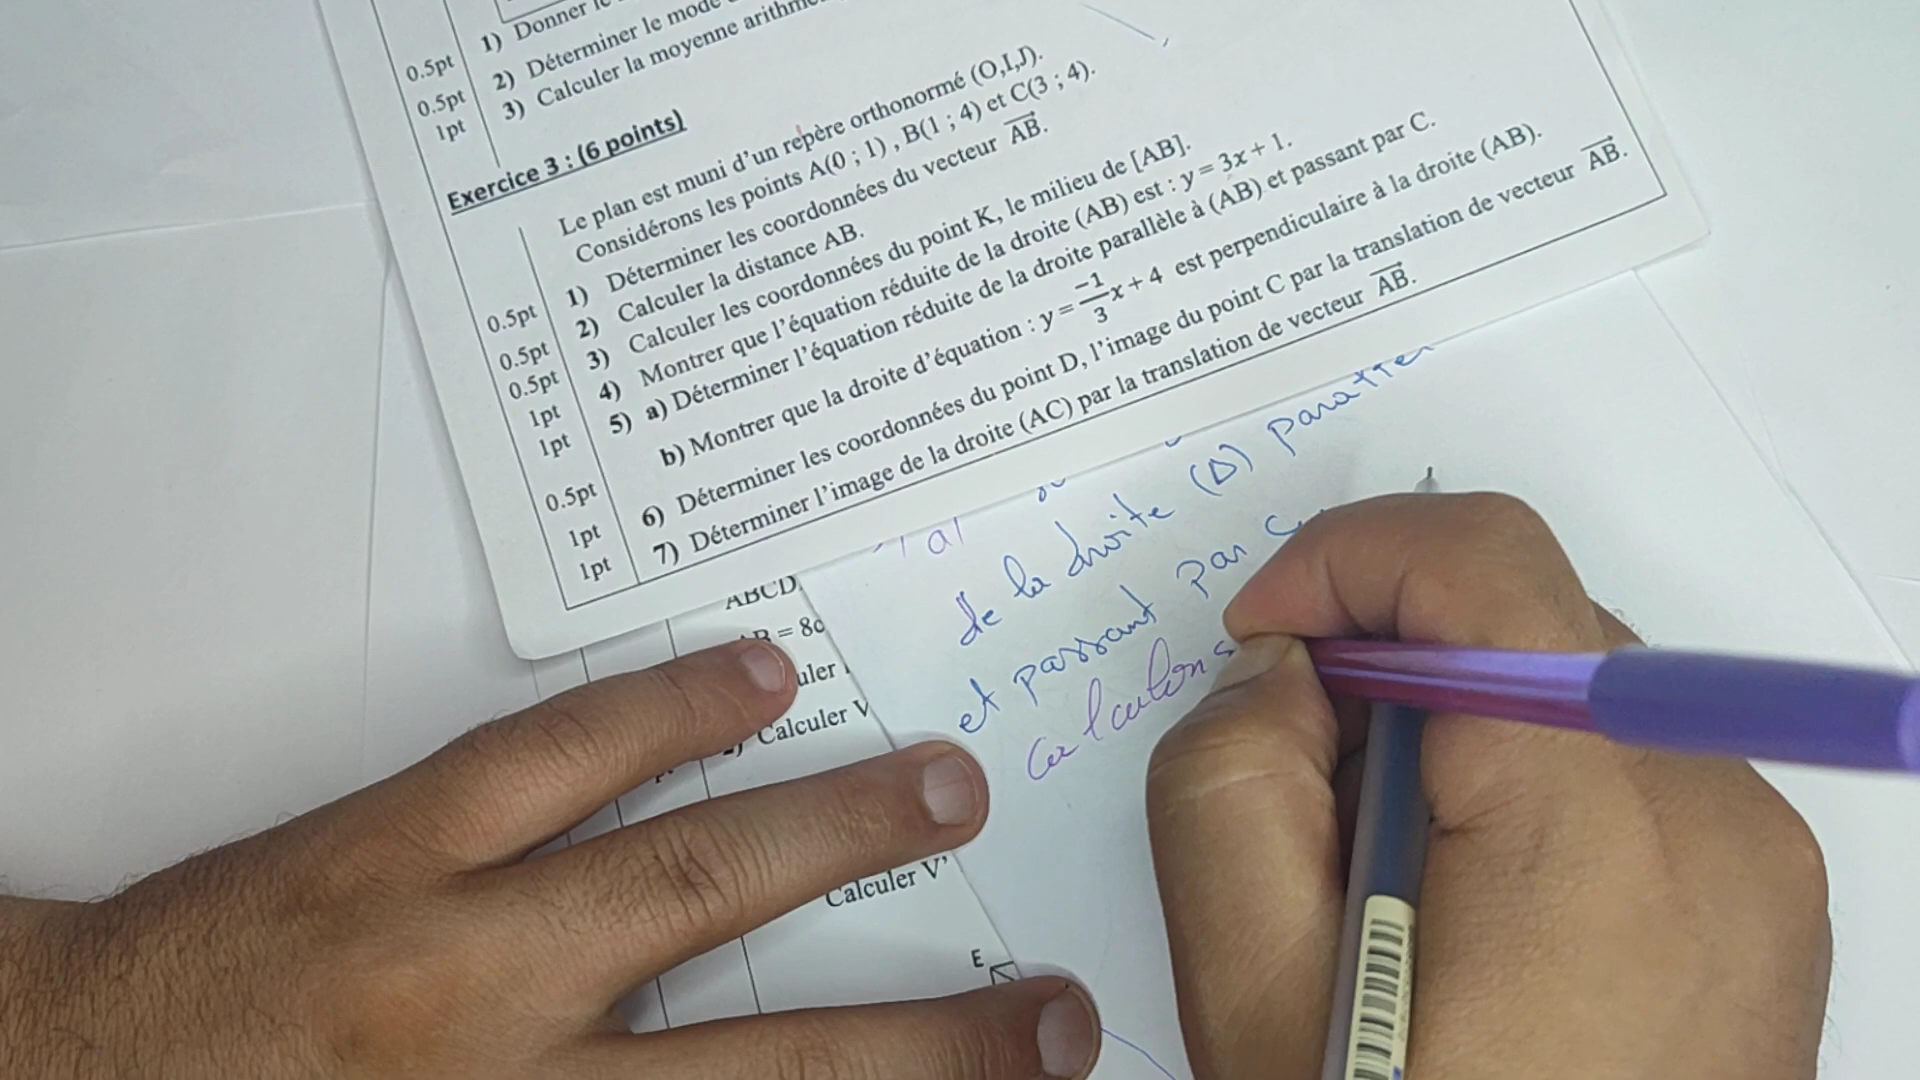 1) Donner
0.5pt 2) Déterminer le mode
0.5pt 3) Calculer la moyenne
1pt
Exercice 3 : (6 points)
Le plan est muni d'un repère orthonormé (O,I,J).
Considérons les points A(0 ; 1) , B(1 ; 4) et C(3 ; 4).
0.5pt 1) Déterminer les coordonnées du vecteur AB.
0.5pt 2) Calculer la distance AB.
0.5pt 3) Calculer les coordonnées du point K, le milieu de [AB].
1pt 4) Montrer que l'équation réduite de la droite (AB) est : y = 3x + 1.
1pt 5) a) Déterminer l'équation réduite de la droite parallèle à (AB) et passant par C.
0.5pt b) Montrer que la droite d'équation : y = -1/3 x + 4 est perpendiculaire à la droite (AB).
1pt 6) Déterminer les coordonnées du point D, l'image du point C par la translation de vecteur AB.
1pt 7) Déterminer l'image de la droite (AC) par la translation de vecteur AB.
a)
de la droite (D)
et passant par C
calculons
ABCD
= 8c
Calculer V
Calculer V'
E